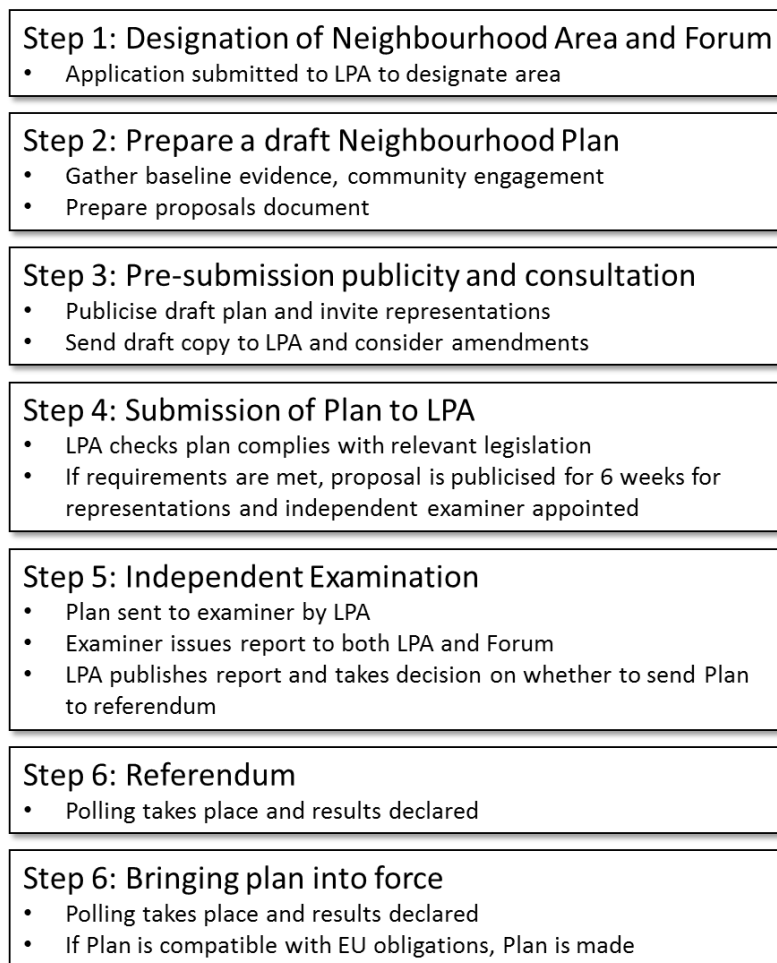 Step 1: Designation of Neighbourhood Area and Forum
• Application submitted to LPA to designate area
Step 2: Prepare a draft Neighbourhood Plan
• Gather baseline evidence, community engagement
• Prepare proposals document
Step 3: Pre-submission publicity and consultation
• Publicise draft plan and invite representations
• Send draft copy to LPA and consider amendments
Step 4: Submission of Plan to LPA
• LPA checks plan complies with relevant legislation
• If requirements are met, proposal is publicised for 6 weeks for
representations and independent examiner appointed
Step 5: Independent Examination
• Plan sent to examiner by LPA
• Examiner issues report to both LPA and Forum
• LPA publishes report and takes decision on whether to send Plan
to referendum
Step 6: Referendum
• Polling takes place and results declared
Step 6: Bringing plan into force
• Polling takes place and results declared
• If Plan is compatible with EU obligations, Plan is made